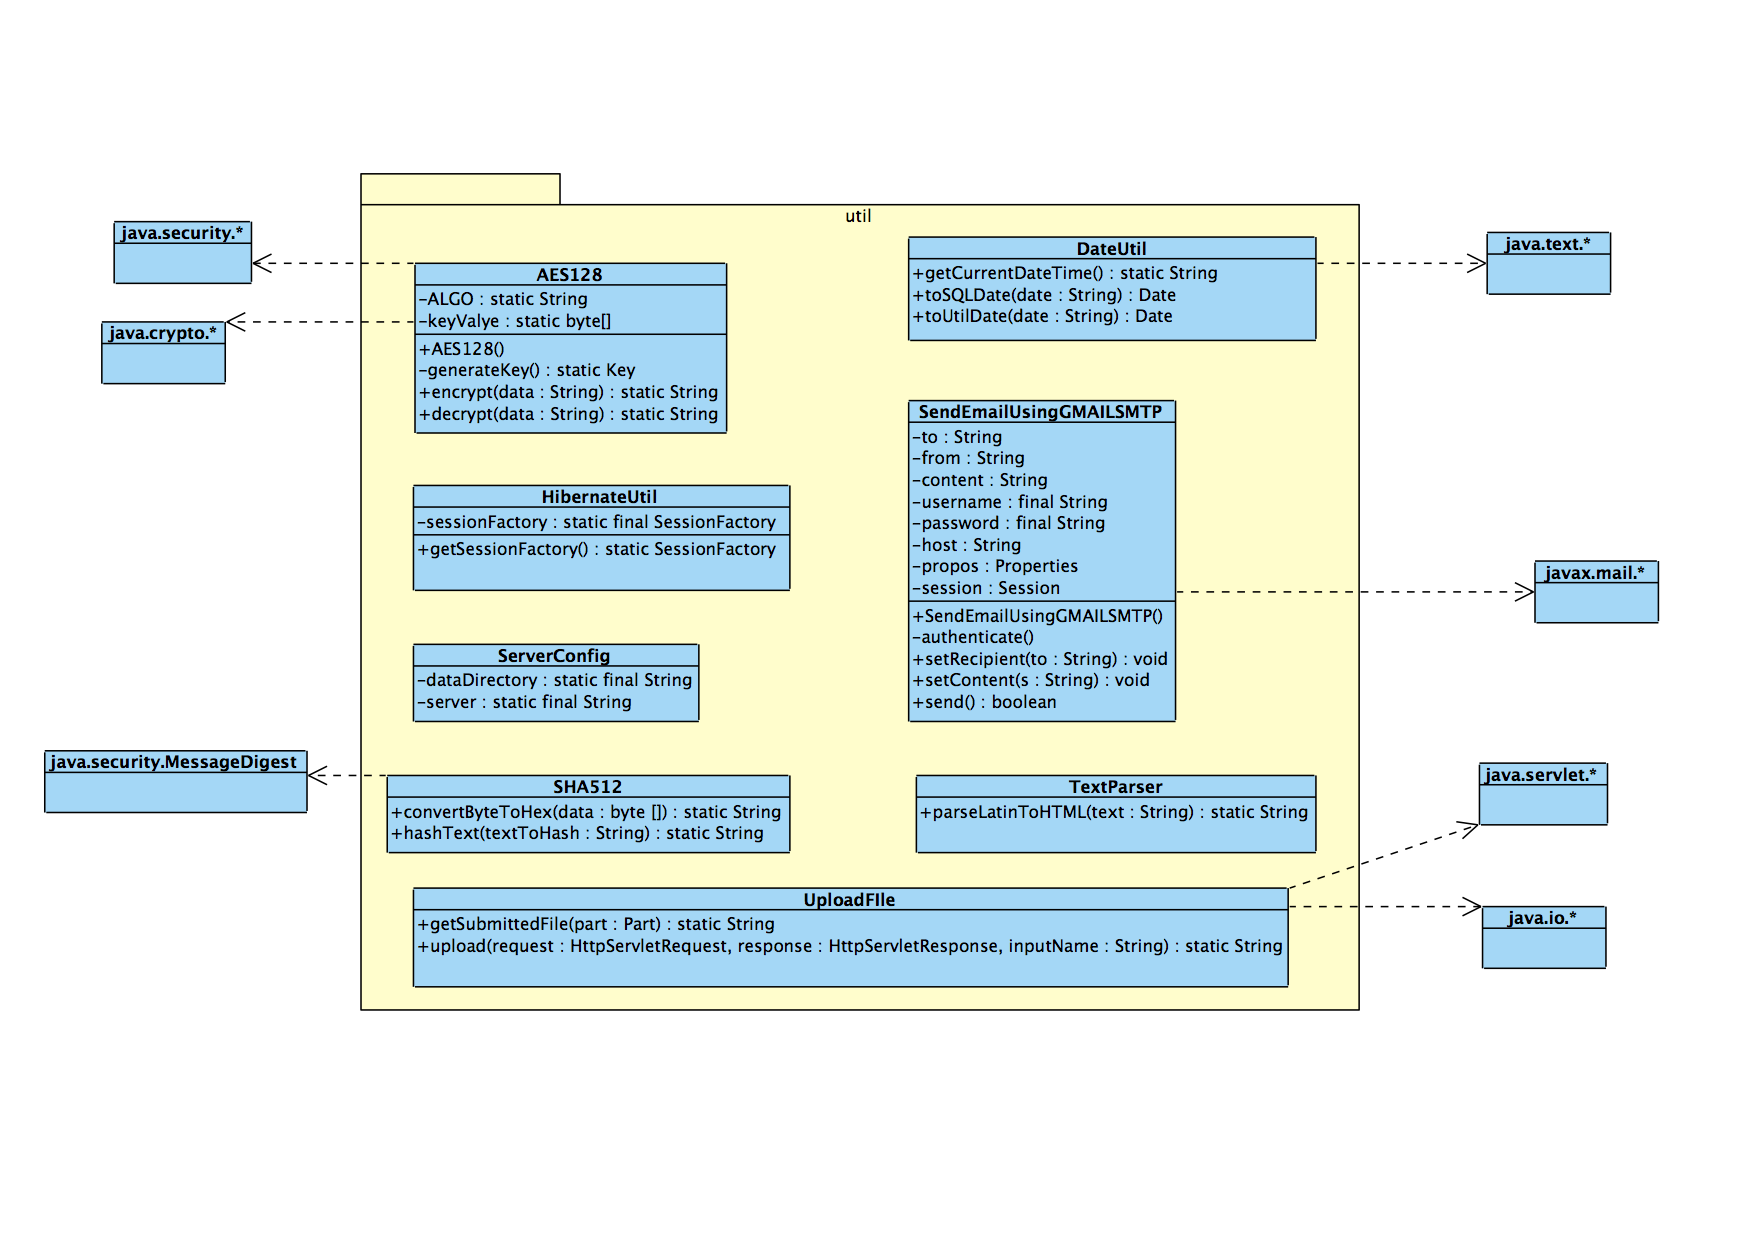 util
java.security.*
java.crypto.*
AES128
-ALGO : static String
-keyValye : static byte[]
+AES128()
-generateKey() : static Key
+encrypt(data : String) : static String
+decrypt(data : String) : static String
DateUtil
+getCurrentDateTime() : static String
+toSQLDate(date : String) : Date
+toUtilDate(date : String) : Date
java.text.*
HibernateUtil
-sessionFactory : static final SessionFactory
+getSessionFactory() : static SessionFactory
SendEmailUsingGMAILSMTP
-to : String
-from : String
-content : String
-username : final String
-password : final String
-host : String
-propos : Properties
-session : Session
+SendEmailUsingGMAILSMTP()
-authenticate()
+setRecipient(to : String) : void
+setContent(s : String) : void
+send() : boolean
javax.mail.*
ServerConfig
-dataDirectory : static final String
-server : static final String
java.security.MessageDigest
SHA512
+convertByteToHex(data : byte []) : static String
+hashText(textToHash : String) : static String
TextParser
+parseLatinToHTML(text : String) : static String
java.servlet.*
UploadFIle
+getSubmittedFile(part : Part) : static String
+upload(request : HttpServletRequest, response : HttpServletResponse, inputName : String) : static String
java.io.*